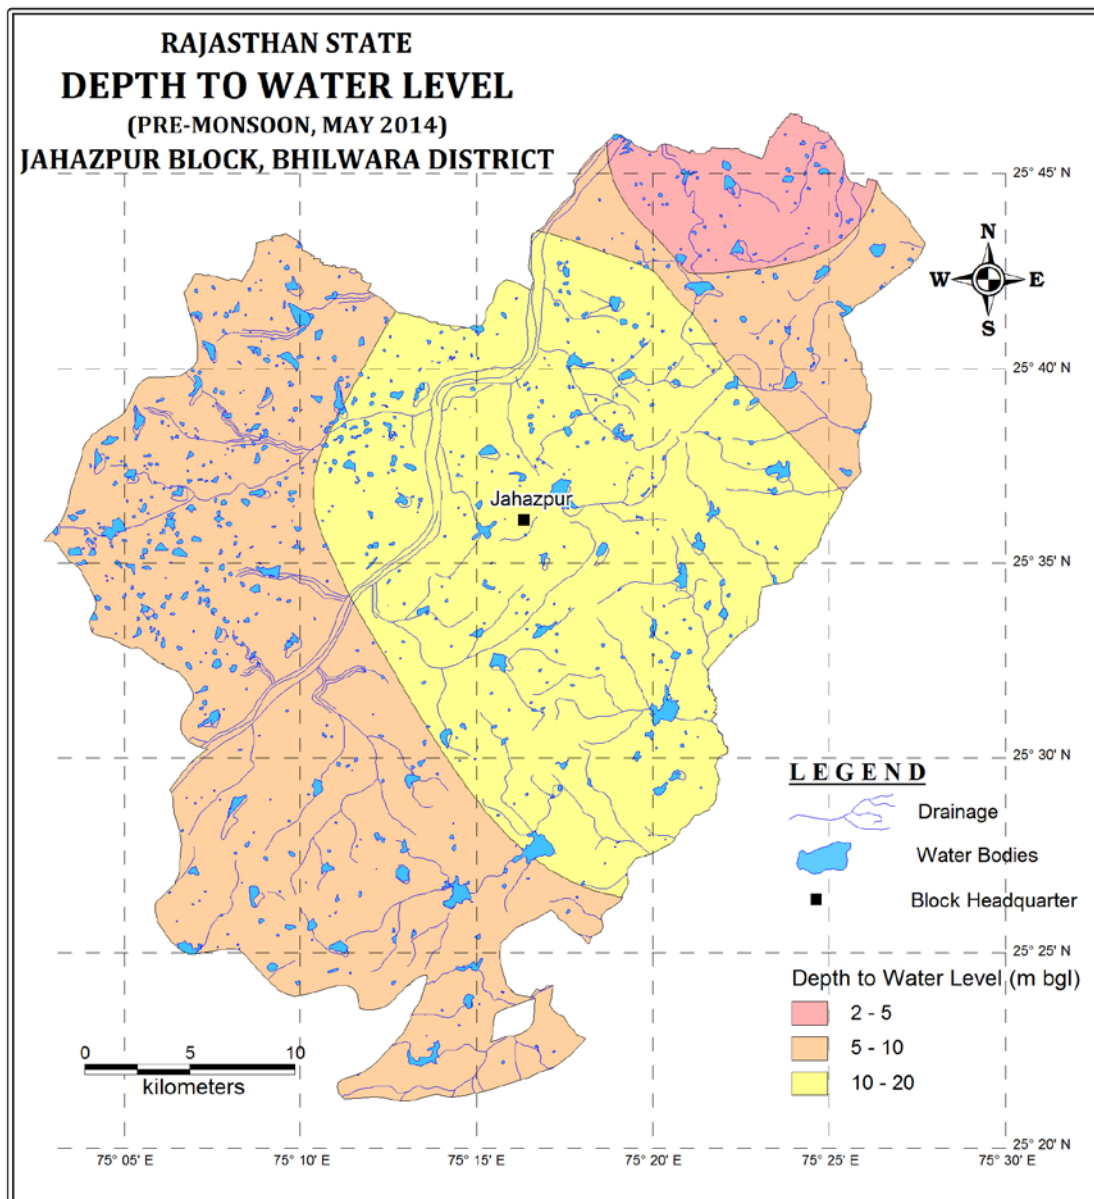 RAJASTHAN STATE
DEPTH TO WATER LEVEL
(PRE-MONSOON, MAY 2014)
JAHAZPUR BLOCK, BHILWARA DISTRICT
25° 45' N
N
W E
S
25° 40' N
Jahazpur
25° 35' N
25° 30' N
LEGEND
Drainage
Water Bodies
Block Headquarter
25° 25' N
Depth to Water Level (m bgl)
2 - 5
5 - 10
10 - 20
0 5 10
kilometers
25° 20' N
75° 05' E 75° 10' E 75° 15' E 75° 20' E 75° 25' E 75° 30' E